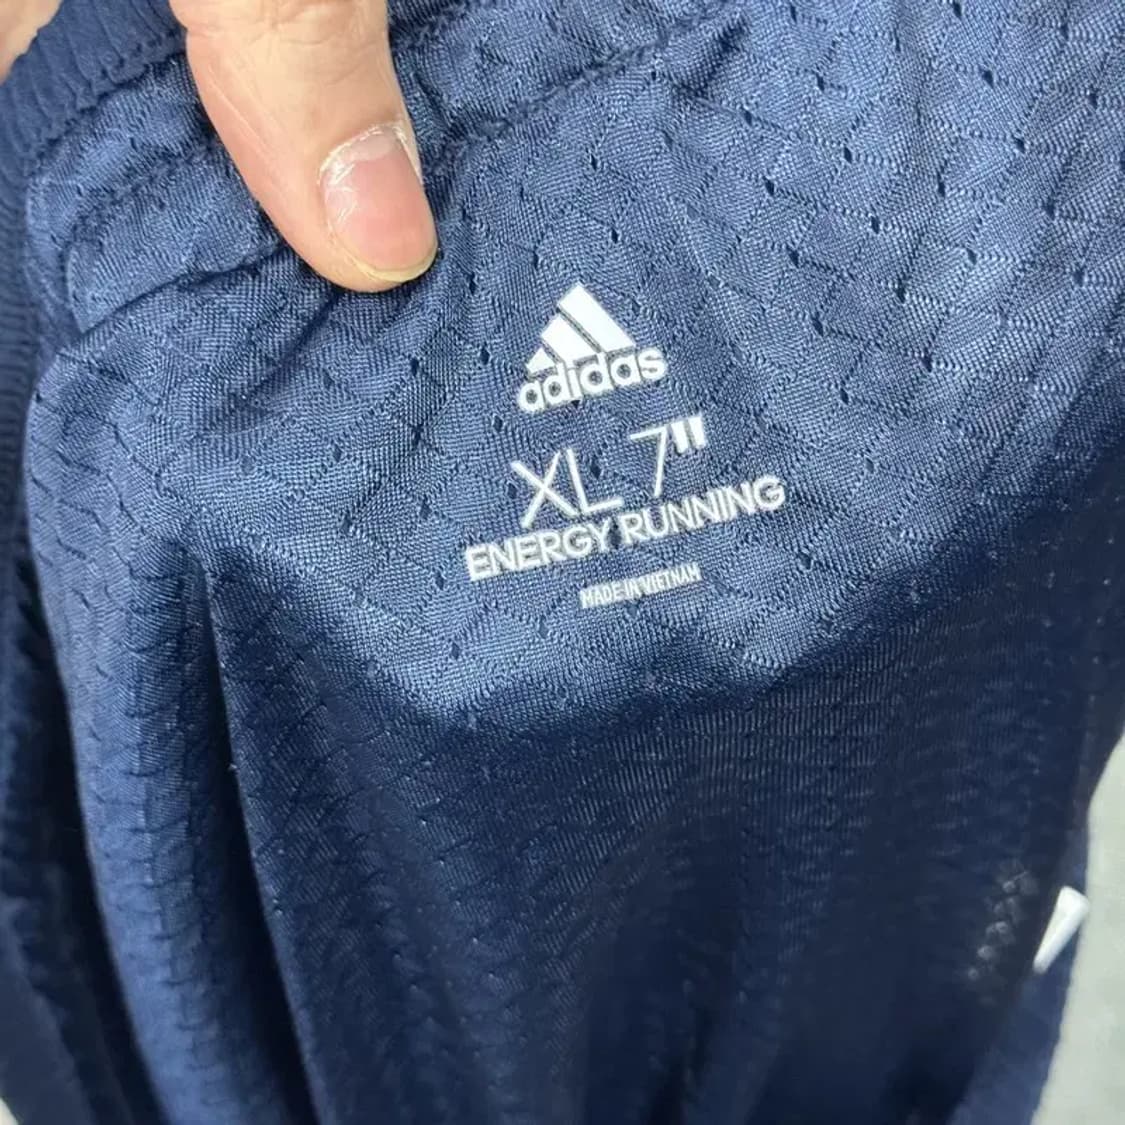 adidas
XL 7"
ENERGY RUNNING
MADE IN VIETNAM